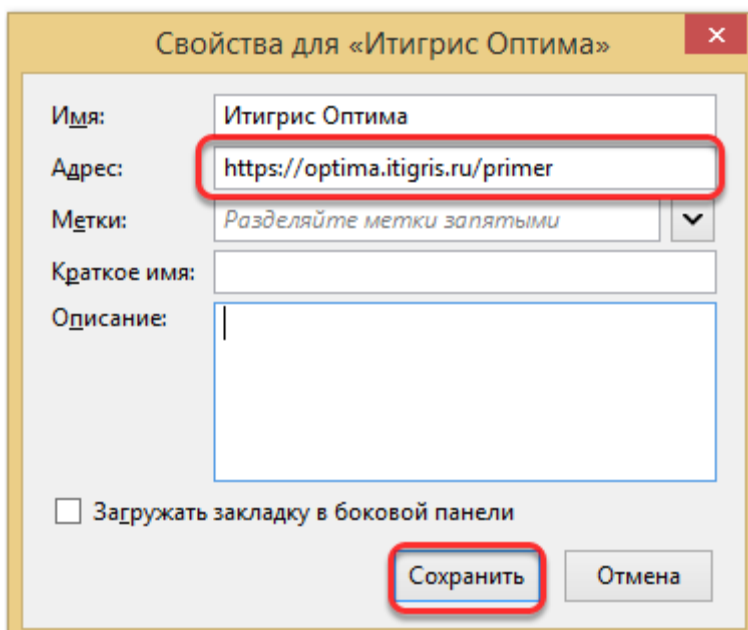 Свойства для «Итигрис Оптима»
Имя: Итигрис Оптима
Адрес: https://optima.itigris.ru/primer
Метки: Разделяйте метки запятыми
Краткое имя:
Описание:
Загружать закладку в боковой панели
Сохранить Отмена